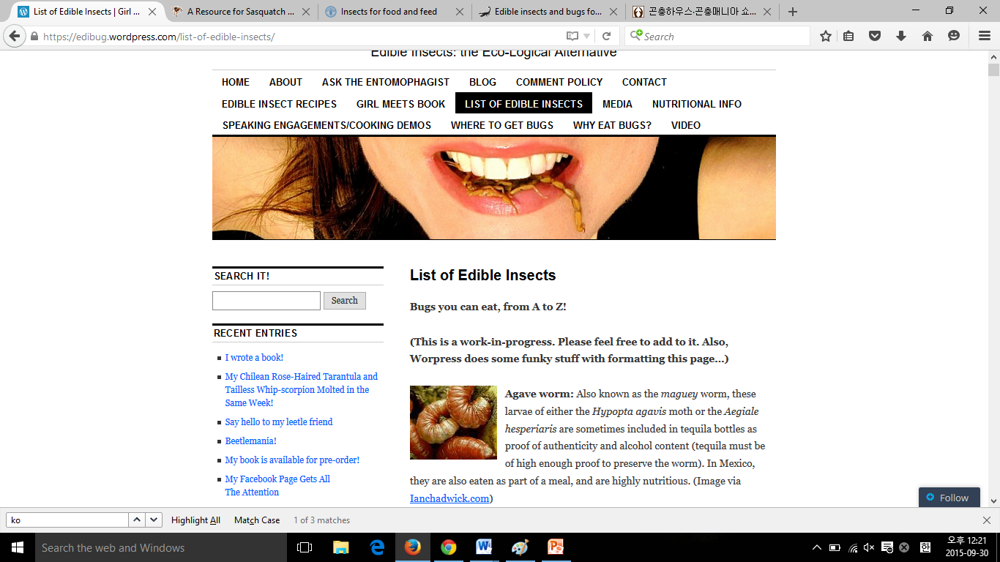 List of Edible Insects | Girl ...
A Resource for Sasquatch ...
Insects for food and feed
Edible insects and bugs fo...
곤충하우스·곤충매니아 쇼...
https://edibug.wordpress.com/list-of-edible-insects/
Search
Edible Insects: the Eco-Logical Alternative
HOME ABOUT ASK THE ENTOMOPHAGIST BLOG COMMENT POLICY CONTACT
EDIBLE INSECT RECIPES GIRL MEETS BOOK LIST OF EDIBLE INSECTS MEDIA NUTRITIONAL INFO
SPEAKING ENGAGEMENTS/COOKING DEMOS WHERE TO GET BUGS WHY EAT BUGS? VIDEO
SEARCH IT!
Search
RECENT ENTRIES
I wrote a book!
My Chilean Rose-Haired Tarantula and
Tailless Whip-scorpion Molted in the
Same Week!
Say hello to my leetle friend
Beetlemania!
My book is available for pre-order!
My Facebook Page Gets All
The Attention
List of Edible Insects
Bugs you can eat, from A to Z!
(This is a work-in-progress. Please feel free to add to it. Also,
Worpress does some funky stuff with formatting this page...)
Agave worm: Also known as the maguey worm, these
larvae of either the Hypopta agavis moth or the Aegiale
hesperiaris are sometimes included in tequila bottles as
proof of authenticity and alcohol content (tequila must be
of high enough proof to preserve the worm). In Mexico,
they are also eaten as part of a meal, and are highly nutritious. (Image via
Ianchadwick.com)
Follow
ko
Highlight All Match Case 1 of 3 matches
Search the web and Windows
한
오후 12:21
2015-09-30